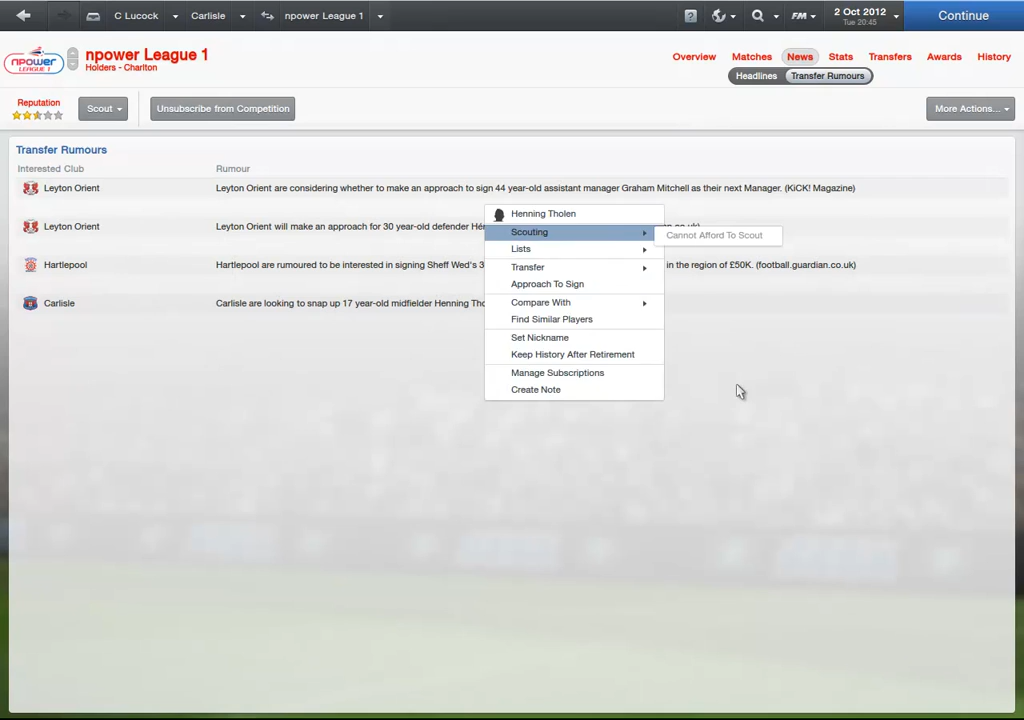 C Lucock Carlisle npower League 1 FM 2 Oct 2012 Continue
Tue 20:45
npower League 1
Holders - Charlton
npower
LEAGUE 1
Overview Matches News Stats Transfers Awards History
Headlines Transfer Rumours
Reputation
Scout Unsubscribe from Competition More Actions...
Transfer Rumours
Interested Club Rumour
Leyton Orient Leyton Orient are considering whether to make an approach to sign 44 year-old assistant manager Graham Mitchell as their next Manager. (KiCK! Magazine)
Leyton Orient Leyton Orient will make an approach for 30 year-old defender
Hartlepool Hartlepool are rumoured to be interested in signing Sheff Wed's 3 in the region of £50K. (football.guardian.co.uk)
Carlisle Carlisle are looking to snap up 17 year-old midfielder Henning
Henning Tholen
Scouting
Cannot Afford To Scout
Lists
Transfer
Approach To Sign
Compare With
Find Similar Players
Set Nickname
Keep History After Retirement
Manage Subscriptions
Create Note